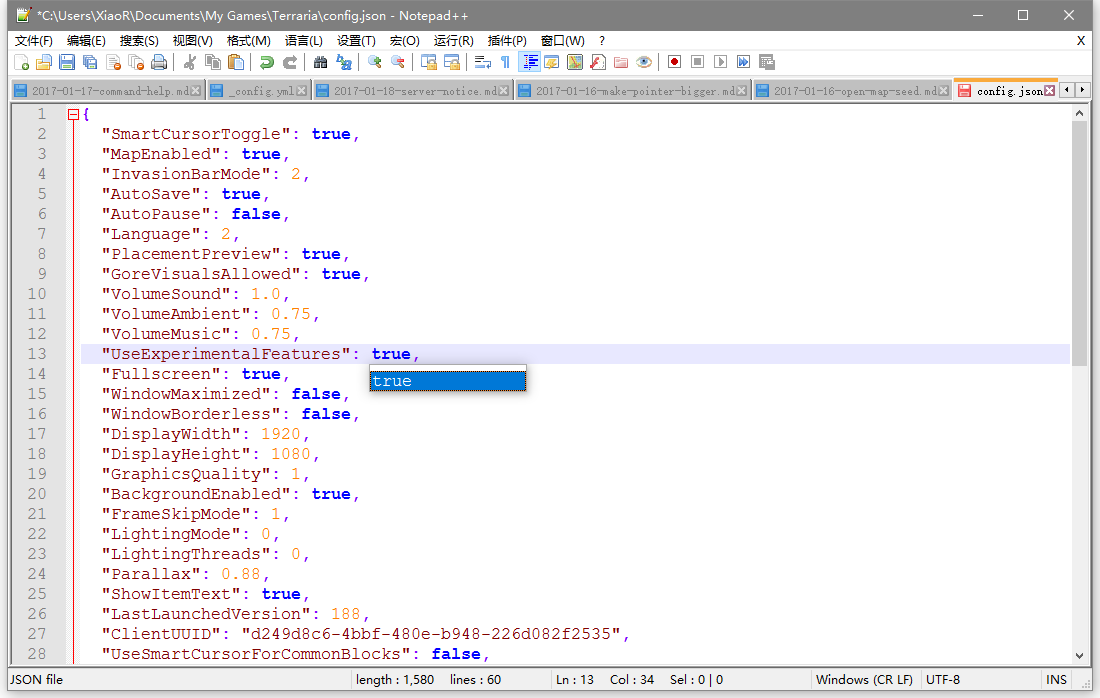 *C:\Users\XiaoR\Documents\My Games\Terraria\config.json - Notepad++
文件(F) 编辑(E) 搜索(S) 视图(V) 格式(M) 语言(L) 设置(T) 宏(O) 运行(R) 插件(P) 窗口(W) ? X
2017-01-17-command-help.md _config.yml 2017-01-18-server-notice.md 2017-01-16-make-pointer-bigger.md 2017-01-16-open-map-seed.md config.json
1 {
2 "SmartCursorToggle": true,
3 "MapEnabled": true,
4 "InvasionBarMode": 2,
5 "AutoSave": true,
6 "AutoPause": false,
7 "Language": 2,
8 "PlacementPreview": true,
9 "GoreVisualsAllowed": true,
10 "VolumeSound": 1.0,
11 "VolumeAmbient": 0.75,
12 "VolumeMusic": 0.75,
13 "UseExperimentalFeatures": true,
14 "Fullscreen": true,
true
15 "WindowMaximized": false,
16 "WindowBorderless": false,
17 "DisplayWidth": 1920,
18 "DisplayHeight": 1080,
19 "GraphicsQuality": 1,
20 "BackgroundEnabled": true,
21 "FrameSkipMode": 1,
22 "LightingMode": 0,
23 "LightingThreads": 0,
24 "Parallax": 0.88,
25 "ShowItemText": true,
26 "LastLaunchedVersion": 188,
27 "ClientUUID": "d249d8c6-4bbf-480e-b948-226d082f2535",
28 "UseSmartCursorForCommonBlocks": false,
JSON file length : 1,580 lines : 60 Ln : 13 Col : 34 Sel : 0 | 0 Windows (CR LF) UTF-8 INS